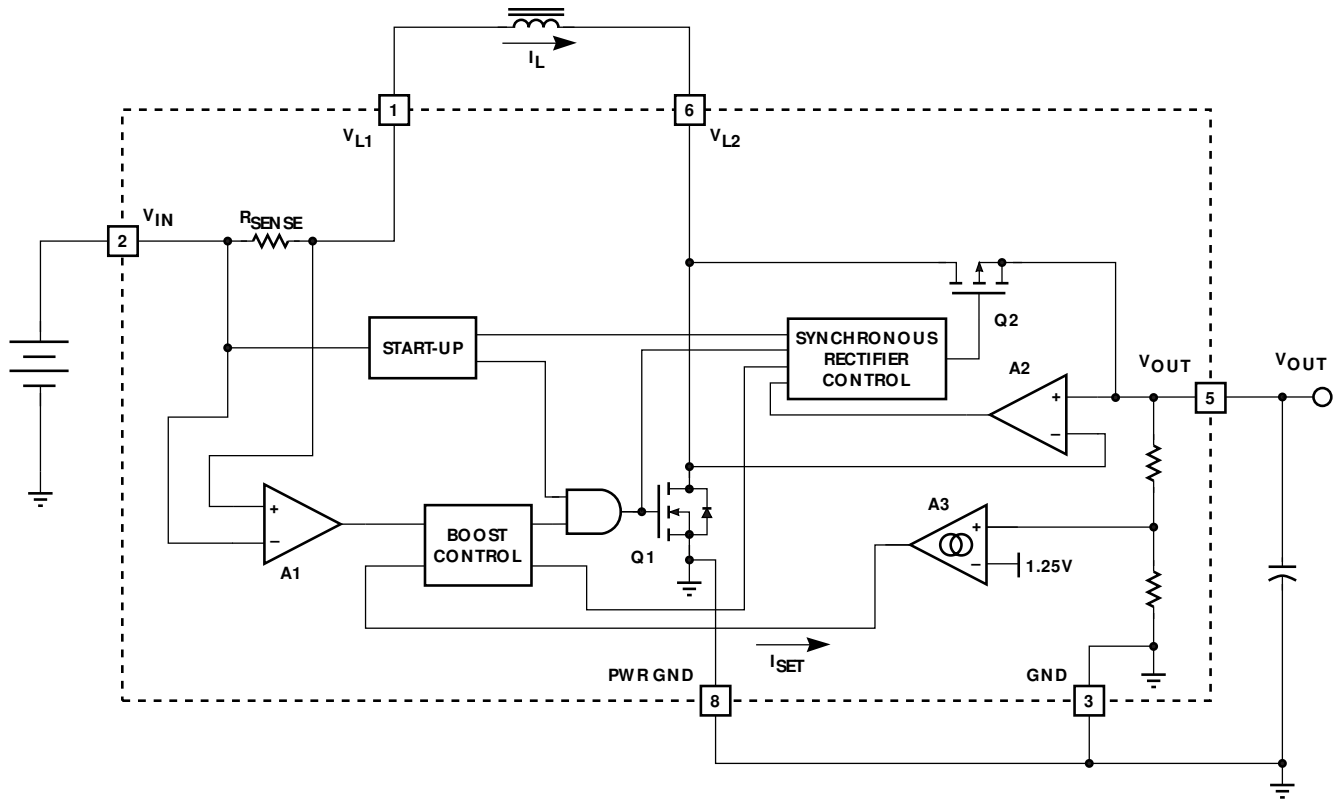 I_L
1
6
V_L1
V_L2
V_IN
R_SENSE
2
START-UP
SYNCHRONOUS
RECTIFIER
CONTROL
Q2
A2
+
−
V_OUT
5
V_OUT
+
−
A1
BOOST
CONTROL
Q1
A3
+
−
1.25V
I_SET
PWR GND
8
GND
3